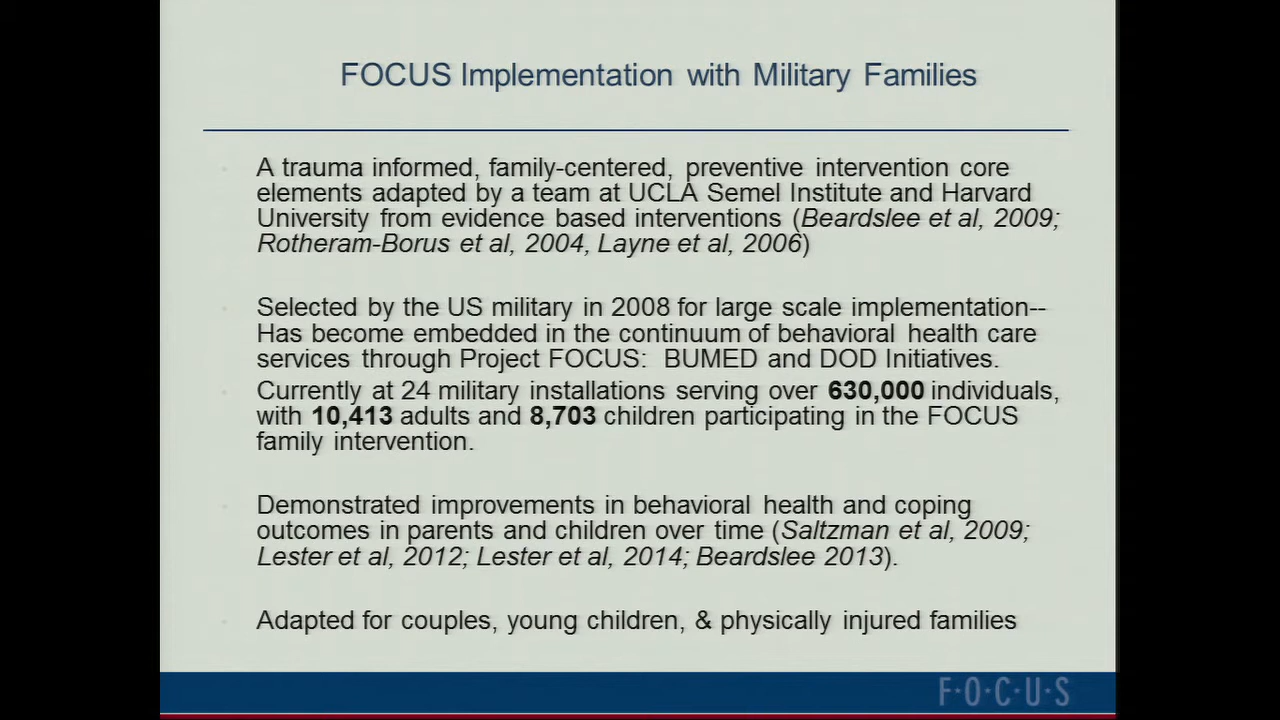 FOCUS Implementation with Military Families
A trauma informed, family-centered, preventive intervention core
elements adapted by a team at UCLA Semel Institute and Harvard
University from evidence based interventions (Beardslee et al, 2009;
Rotheram-Borus et al, 2004, Layne et al, 2006)
Selected by the US military in 2008 for large scale implementation--
Has become embedded in the continuum of behavioral health care
services through Project FOCUS: BUMED and DOD Initiatives.
Currently at 24 military installations serving over 630,000 individuals,
with 10,413 adults and 8,703 children participating in the FOCUS
family intervention.
Demonstrated improvements in behavioral health and coping
outcomes in parents and children over time (Saltzman et al, 2009;
Lester et al, 2012; Lester et al, 2014; Beardslee 2013).
Adapted for couples, young children, & physically injured families
F·O·C·U·S